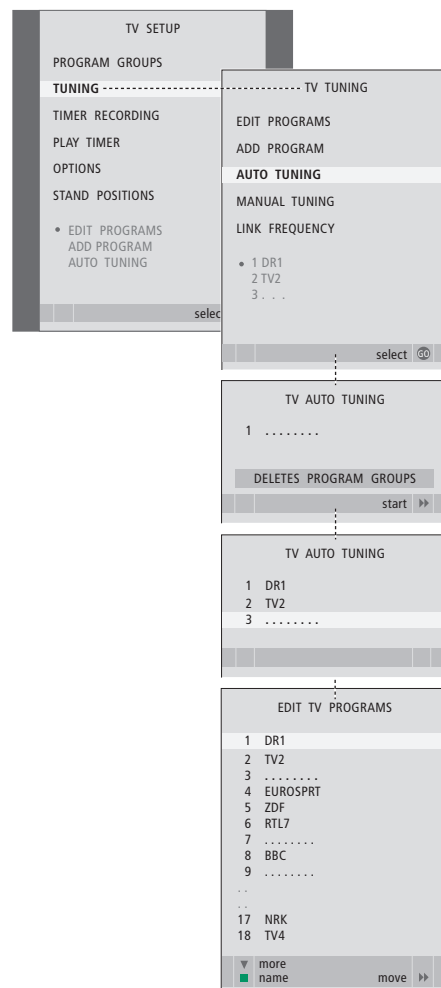 TV SETUP
PROGRAM GROUPS
TUNING
TIMER RECORDING
PLAY TIMER
OPTIONS
STAND POSITIONS
• EDIT PROGRAMS
ADD PROGRAM
AUTO TUNING
selec
TV TUNING
EDIT PROGRAMS
ADD PROGRAM
AUTO TUNING
MANUAL TUNING
LINK FREQUENCY
• 1 DR1
2 TV2
3 . . .
select GO
TV AUTO TUNING
1 . . . . . . . .
DELETES PROGRAM GROUPS
start
TV AUTO TUNING
1 DR1
2 TV2
3 . . . . . . . .
EDIT TV PROGRAMS
1 DR1
2 TV2
3 . . . . . . . .
4 EUROSPRT
5 ZDF
6 RTL7
7 . . . . . . . .
8 BBC
9 . . . . . . . .
. .
. .
17 NRK
18 TV4
more
name move